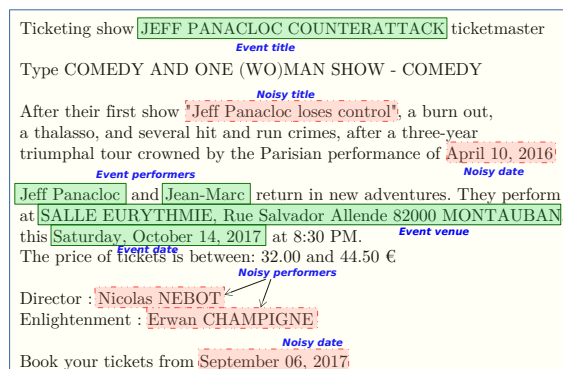 Ticketing show JEFF PANACLOC COUNTERATTACK ticketmaster
Event title
Type COMEDY AND ONE (WO)MAN SHOW - COMEDY
Noisy title
After their first show "Jeff Panacloc loses control", a burn out,
a thalasso, and several hit and run crimes, after a three-year
triumphal tour crowned by the Parisian performance of April 10, 2016
Event performers
Noisy date
Jeff Panacloc and Jean-Marc return in new adventures. They perform
at SALLE EURYTHMIE, Rue Salvador Allende 82000 MONTAUBAN
this Saturday, October 14, 2017 at 8:30 PM.
Event venue
Event date
The price of tickets is between: 32.00 and 44.50 €
Noisy performers
Director : Nicolas NEBOT
Enlightenment : Erwan CHAMPIGNE
Noisy date
Book your tickets from September 06, 2017